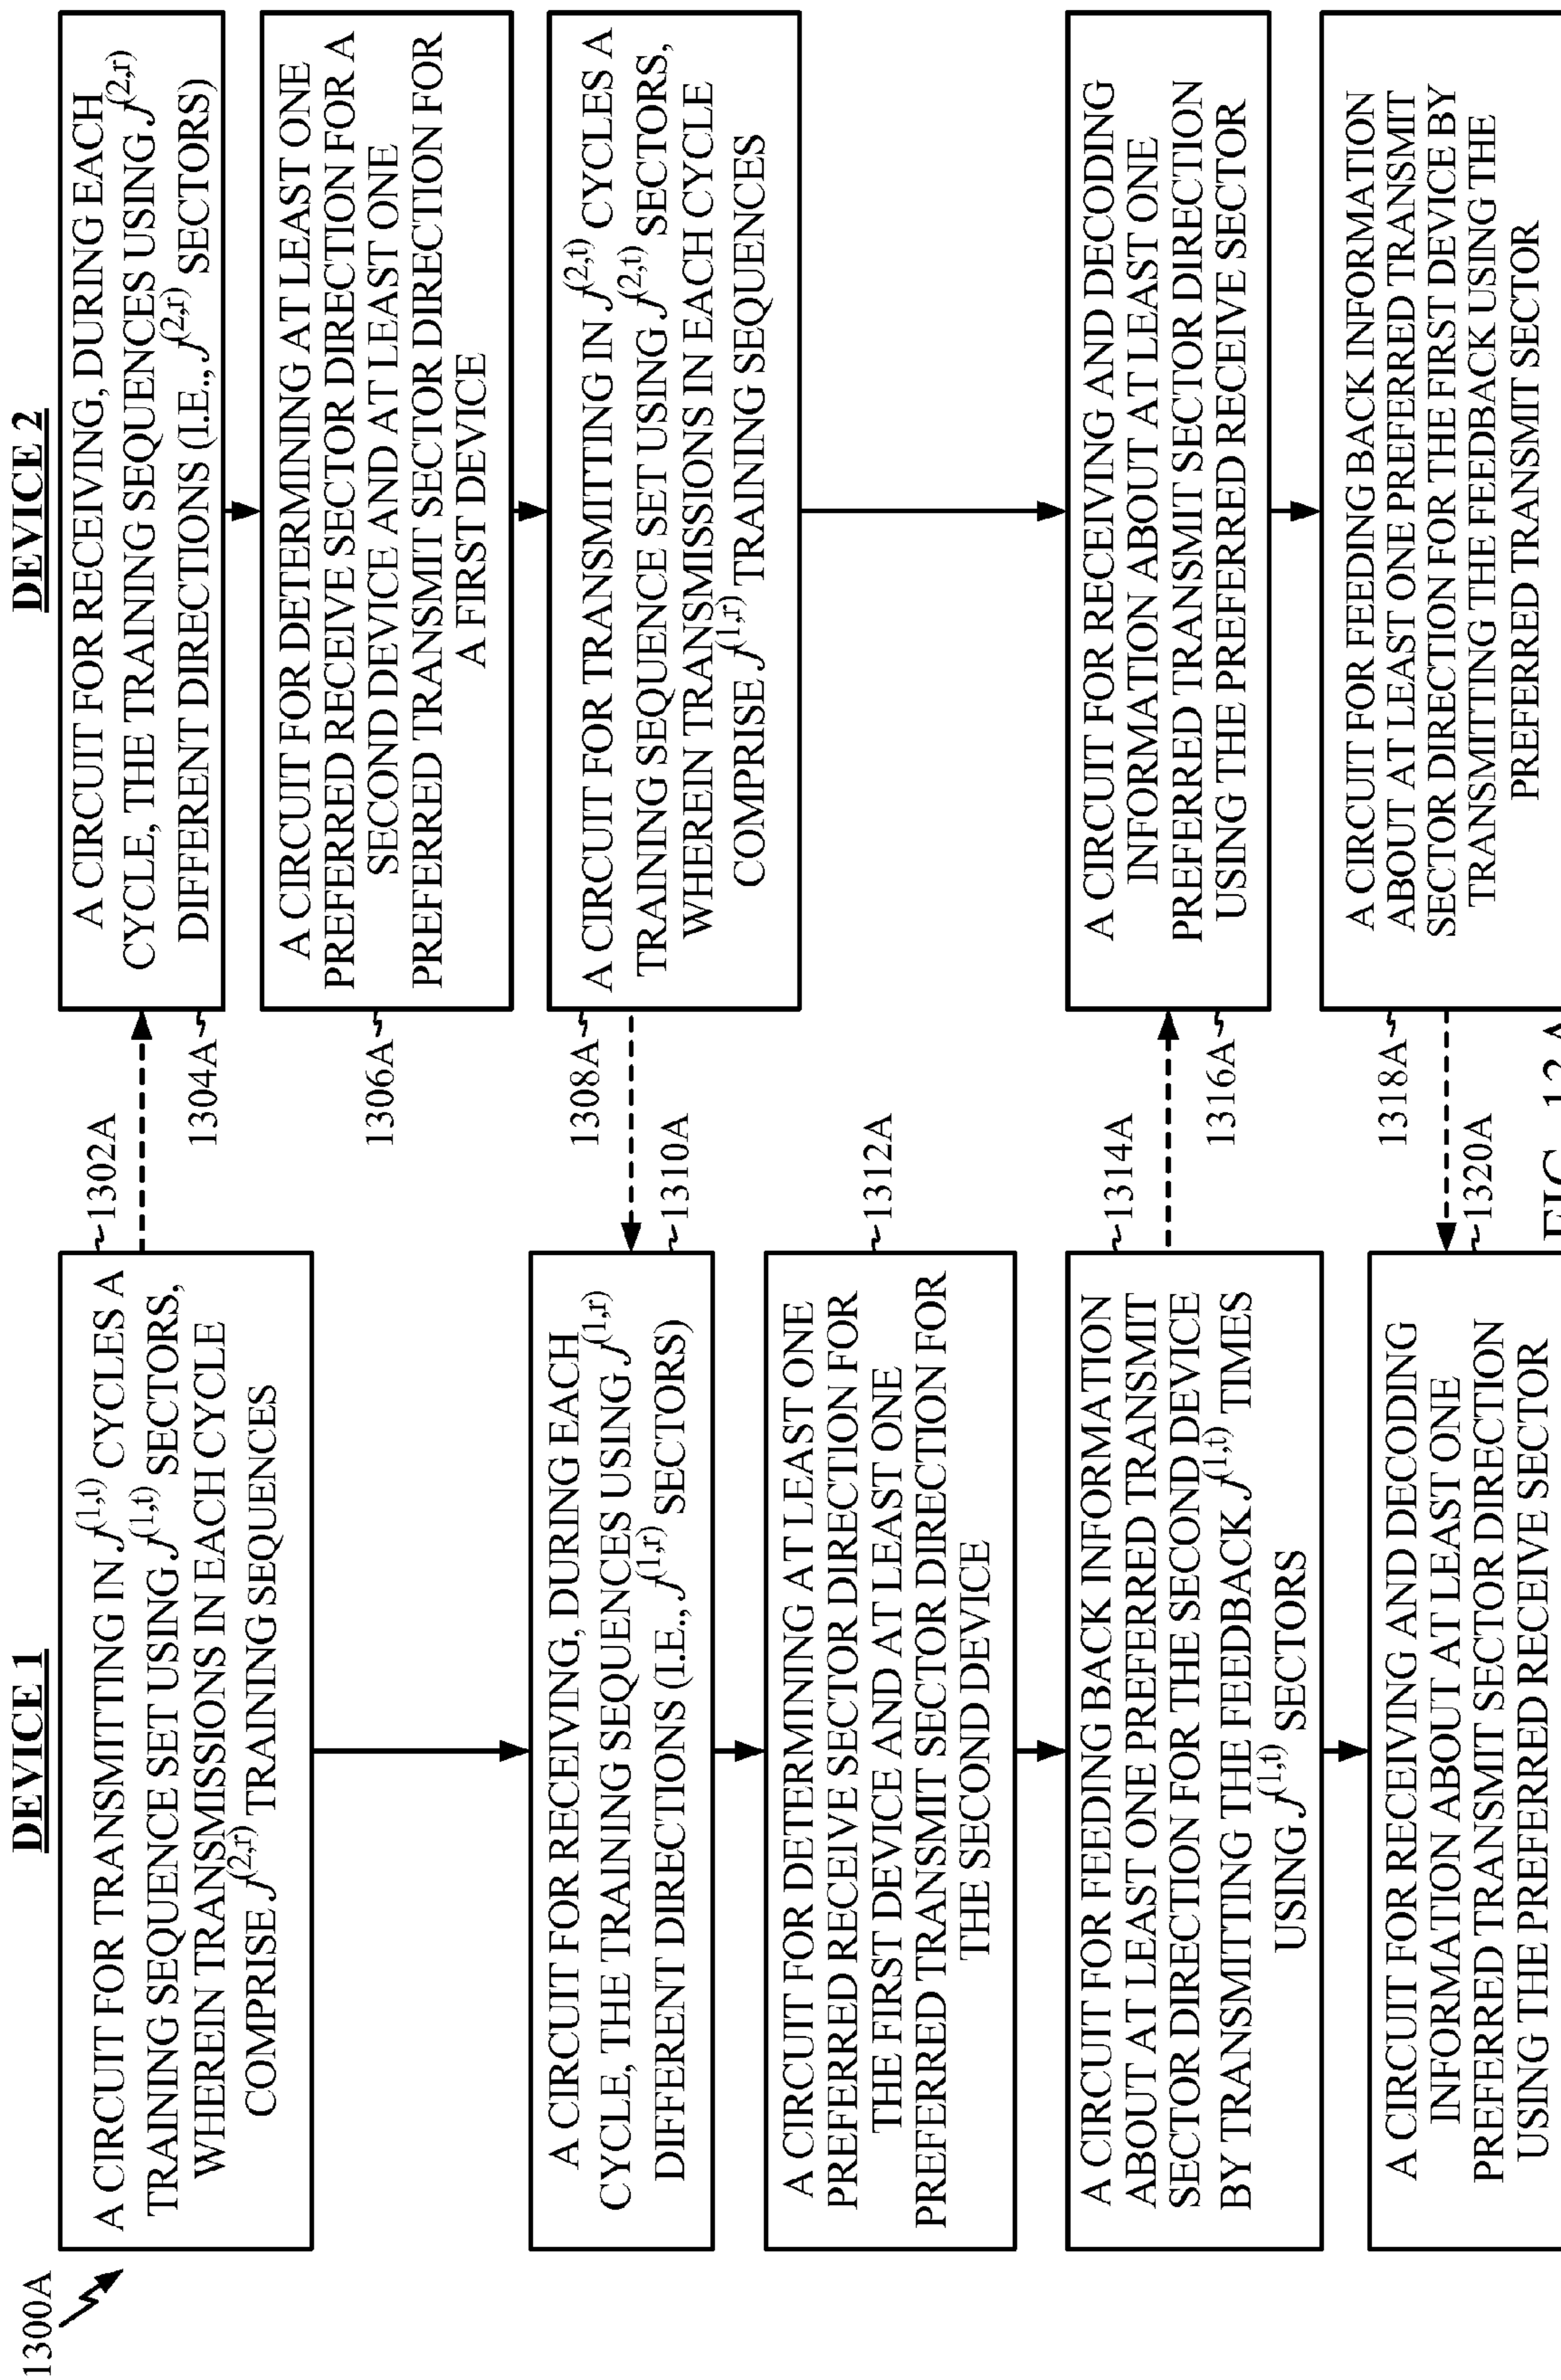 1300A
DEVICE 1
DEVICE 2
A CIRCUIT FOR TRANSMITTING IN J^(1,t) CYCLES A
TRAINING SEQUENCE SET USING J^(1,t) SECTORS,
WHEREIN TRANSMISSIONS IN EACH CYCLE
COMPRISE J^(2,r) TRAINING SEQUENCES
1302A
A CIRCUIT FOR RECEIVING, DURING EACH
CYCLE, THE TRAINING SEQUENCES USING J^(2,r)
DIFFERENT DIRECTIONS (I.E., J^(2,r) SECTORS)
1304A
A CIRCUIT FOR DETERMINING AT LEAST ONE
PREFERRED RECEIVE SECTOR DIRECTION FOR A
SECOND DEVICE AND AT LEAST ONE
PREFERRED TRANSMIT SECTOR DIRECTION FOR
A FIRST DEVICE
1306A
A CIRCUIT FOR TRANSMITTING IN J^(2,t) CYCLES A
TRAINING SEQUENCE SET USING J^(2,t) SECTORS,
WHEREIN TRANSMISSIONS IN EACH CYCLE
COMPRISE J^(1,r) TRAINING SEQUENCES
1308A
A CIRCUIT FOR RECEIVING, DURING EACH
CYCLE, THE TRAINING SEQUENCES USING J^(1,r)
DIFFERENT DIRECTIONS (I.E., J^(1,r) SECTORS)
1310A
A CIRCUIT FOR DETERMINING AT LEAST ONE
PREFERRED RECEIVE SECTOR DIRECTION FOR
THE FIRST DEVICE AND AT LEAST ONE
PREFERRED TRANSMIT SECTOR DIRECTION FOR
THE SECOND DEVICE
1312A
A CIRCUIT FOR FEEDING BACK INFORMATION
ABOUT AT LEAST ONE PREFERRED TRANSMIT
SECTOR DIRECTION FOR THE SECOND DEVICE
BY TRANSMITTING THE FEEDBACK J^(1,t) TIMES
USING J^(1,t) SECTORS
1314A
A CIRCUIT FOR RECEIVING AND DECODING
INFORMATION ABOUT AT LEAST ONE
PREFERRED TRANSMIT SECTOR DIRECTION
USING THE PREFERRED RECEIVE SECTOR
1316A
A CIRCUIT FOR FEEDING BACK INFORMATION
ABOUT AT LEAST ONE PREFERRED TRANSMIT
SECTOR DIRECTION FOR THE FIRST DEVICE BY
TRANSMITTING THE FEEDBACK USING THE
PREFERRED TRANSMIT SECTOR
1318A
A CIRCUIT FOR RECEIVING AND DECODING
INFORMATION ABOUT AT LEAST ONE
PREFERRED TRANSMIT SECTOR DIRECTION
USING THE PREFERRED RECEIVE SECTOR
1320A